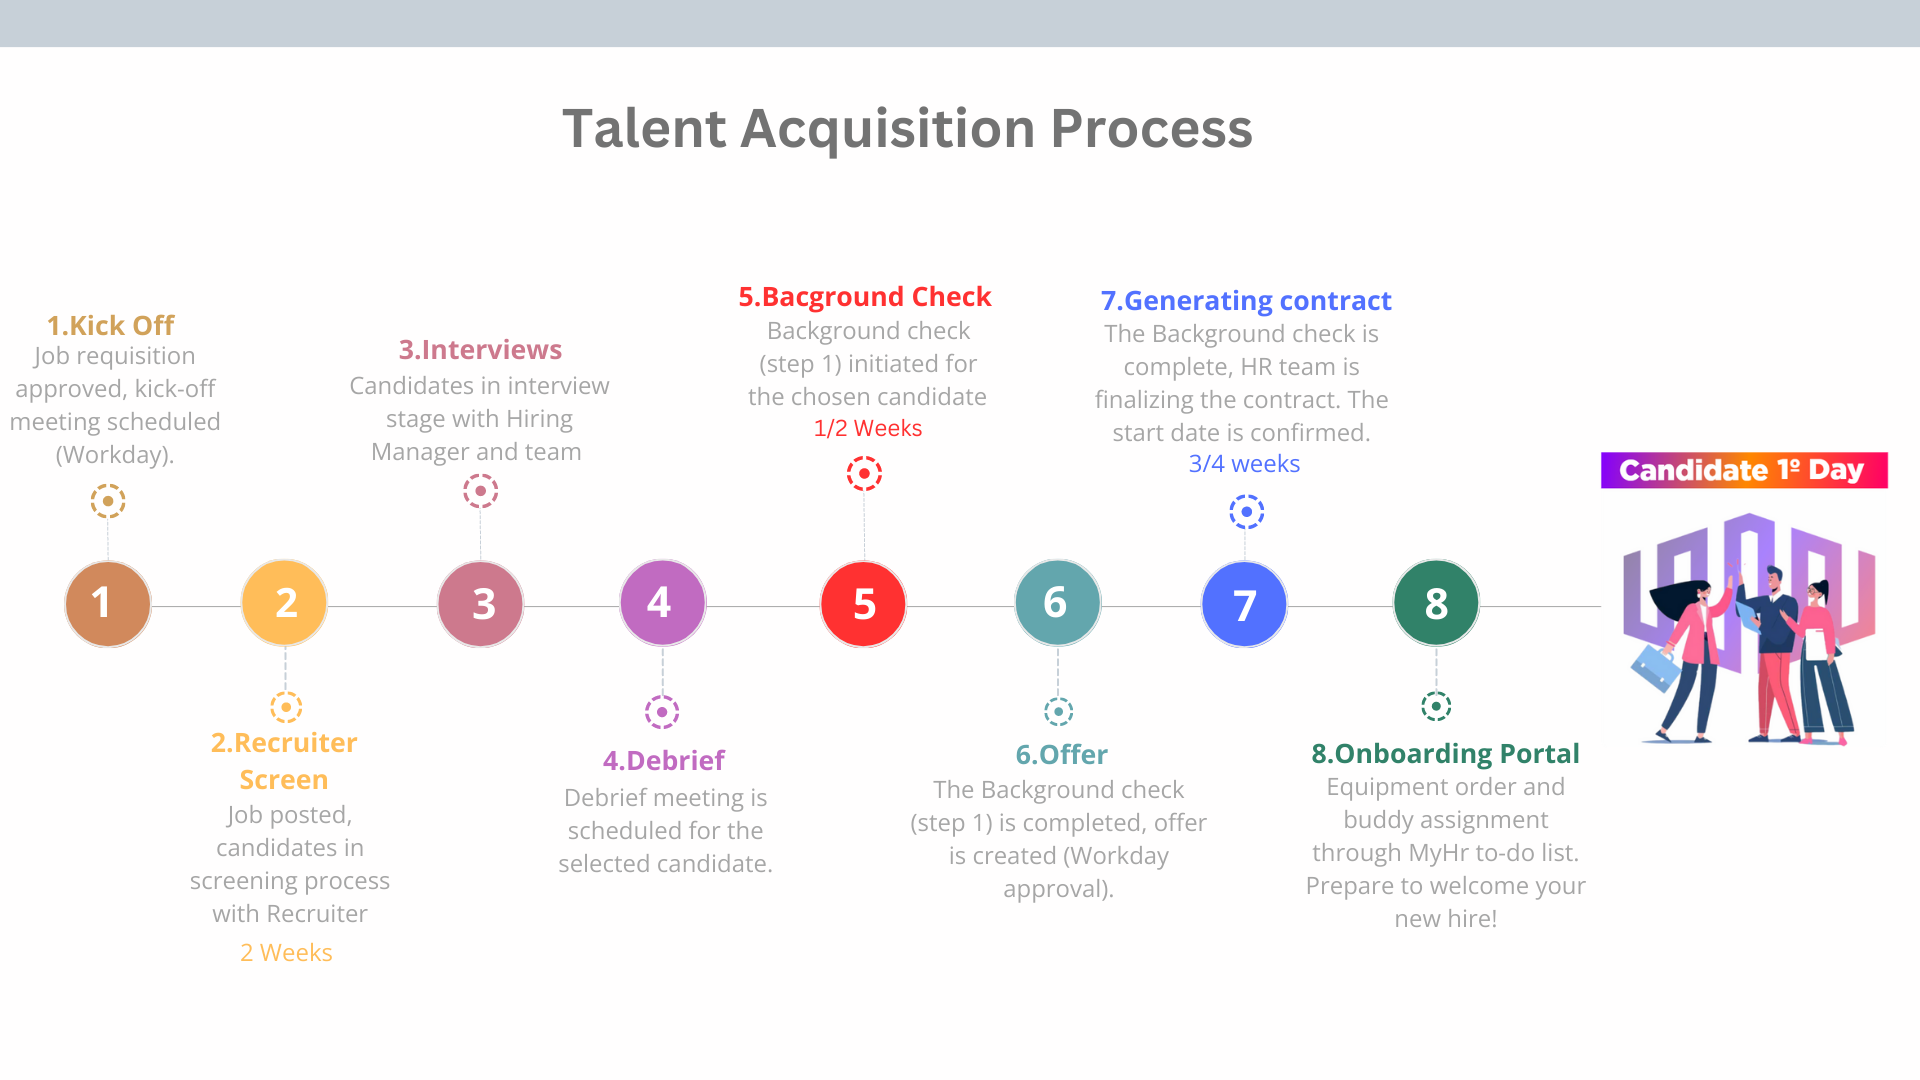 Talent Acquisition Process
1.Kick Off
Job requisition
approved, kick-off
meeting scheduled
(Workday).
1
2
2.Recruiter
Screen
Job posted,
candidates in
screening process
with Recruiter
2 Weeks
3.Interviews
Candidates in interview
stage with Hiring
Manager and team
3
4
4.Debrief
Debrief meeting is
scheduled for the
selected candidate.
5.Bacground Check
Background check
(step 1) initiated for
the chosen candidate
1/2 Weeks
5
6
6.Offer
The Background check
(step 1) is completed, offer
is created (Workday
approval).
7.Generating contract
The Background check is
complete, HR team is
finalizing the contract. The
start date is confirmed.
3/4 weeks
7
8
8.Onboarding Portal
Equipment order and
buddy assignment
through MyHr to-do list.
Prepare to welcome your
new hire!
Candidate 1º Day